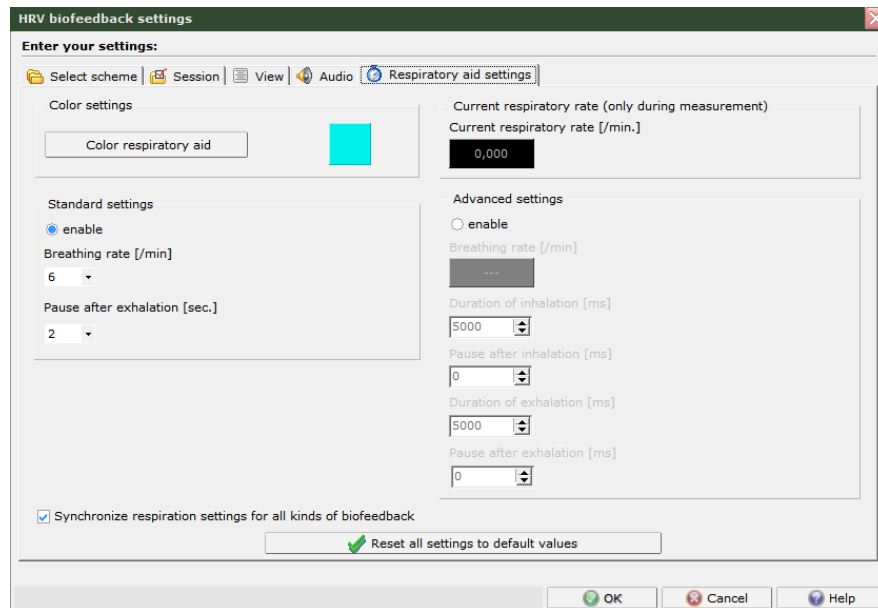 HRV biofeedback settings
Enter your settings:
Select scheme Session View Audio Respiratory aid settings
Color settings
Color respiratory aid
Current respiratory rate (only during measurement)
Current respiratory rate [/min.]
0,000
Standard settings
enable
Breathing rate [/min]
6
Pause after exhalation [sec.]
2
Advanced settings
enable
Breathing rate [/min]
---
Duration of inhalation [ms]
5000
Pause after inhalation [ms]
0
Duration of exhalation [ms]
5000
Pause after exhalation [ms]
0
Synchronize respiration settings for all kinds of biofeedback
Reset all settings to default values
OK Cancel Help